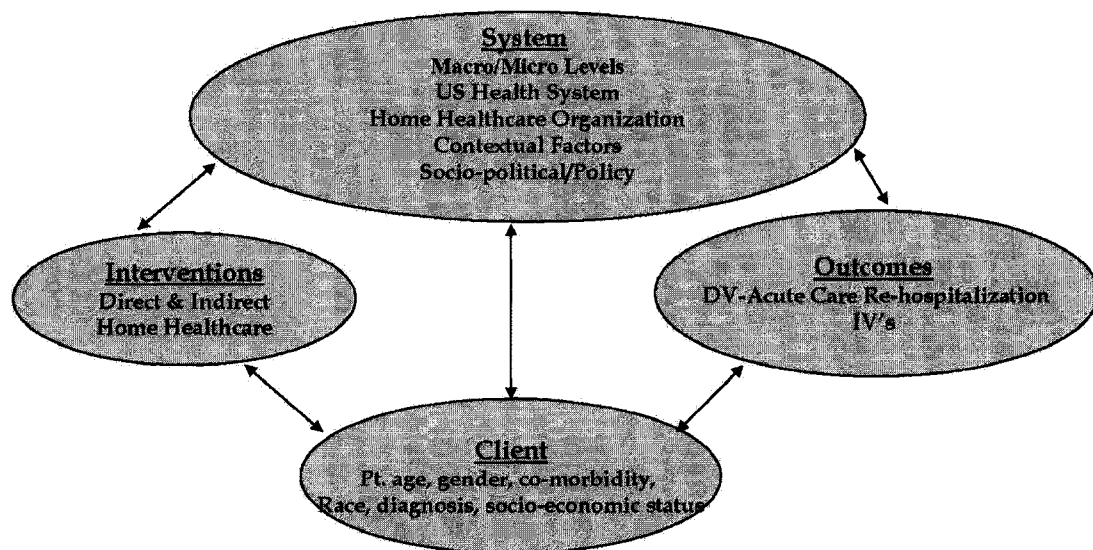 System
Macro/Micro Levels
US Health System
Home Healthcare Organization
Contextual Factors
Socio-political/Policy
Interventions
Direct & Indirect
Home Healthcare
Outcomes
DV-Acute Care Re-hospitalization
IV's
Client
Pt. age, gender, co-morbidity,
Race, diagnosis, socio-economic status